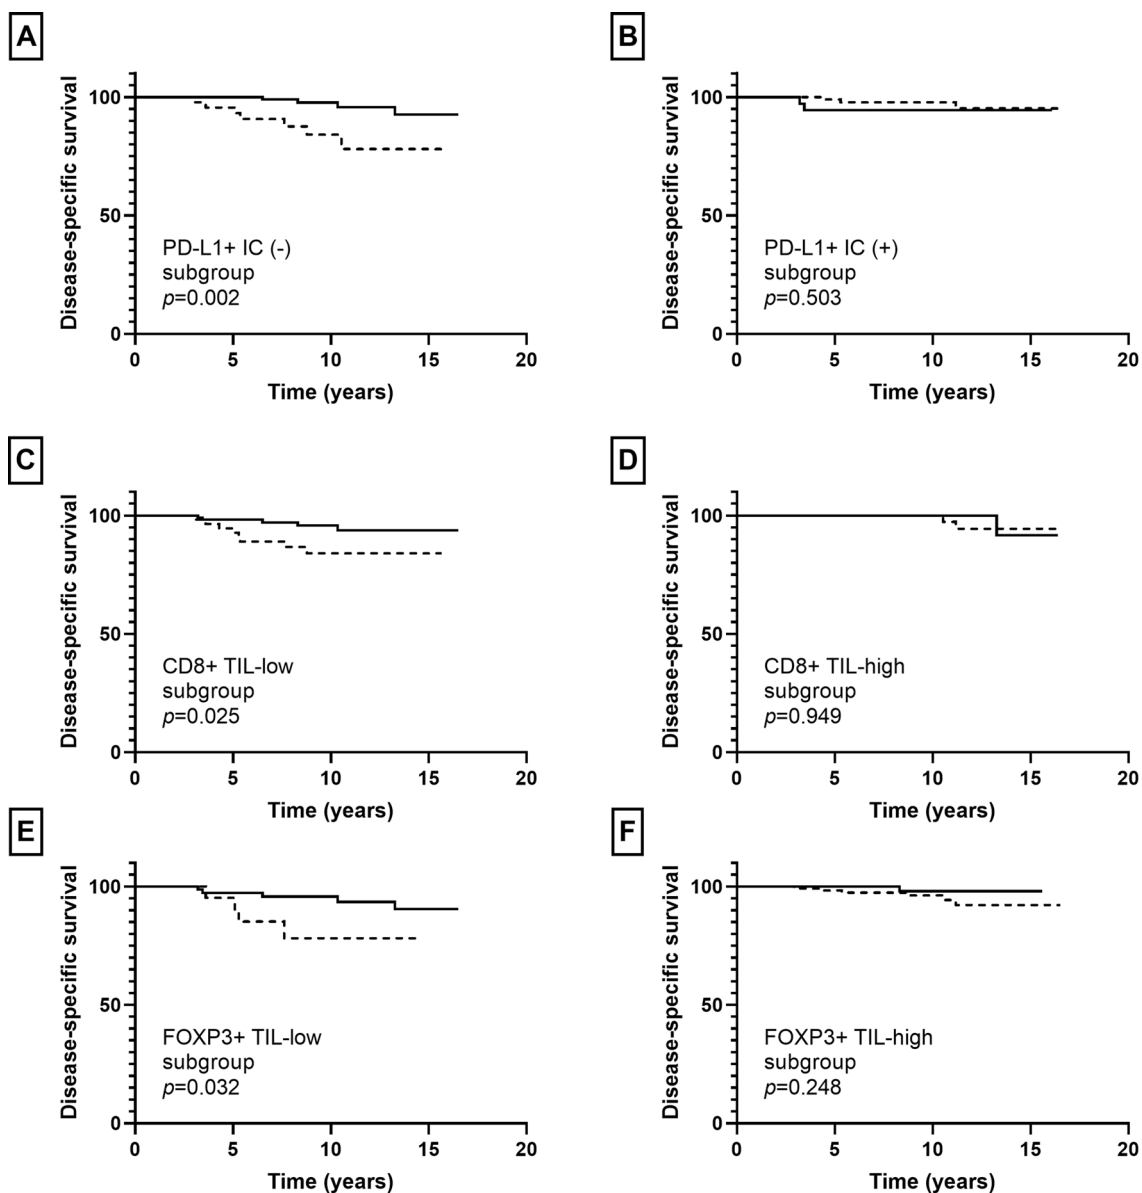 A
Disease-specific survival
100
50
0
PD-L1+ IC (-)
subgroup
p=0.002
0 5 10 15 20
Time (years)
B
Disease-specific survival
100
50
0
PD-L1+ IC (+)
subgroup
p=0.503
0 5 10 15 20
Time (years)
C
Disease-specific survival
100
50
0
CD8+ TIL-low
subgroup
p=0.025
0 5 10 15 20
Time (years)
D
Disease-specific survival
100
50
0
CD8+ TIL-high
subgroup
p=0.949
0 5 10 15 20
Time (years)
E
Disease-specific survival
100
50
0
FOXP3+ TIL-low
subgroup
p=0.032
0 5 10 15 20
Time (years)
F
Disease-specific survival
100
50
0
FOXP3+ TIL-high
subgroup
p=0.248
0 5 10 15 20
Time (years)